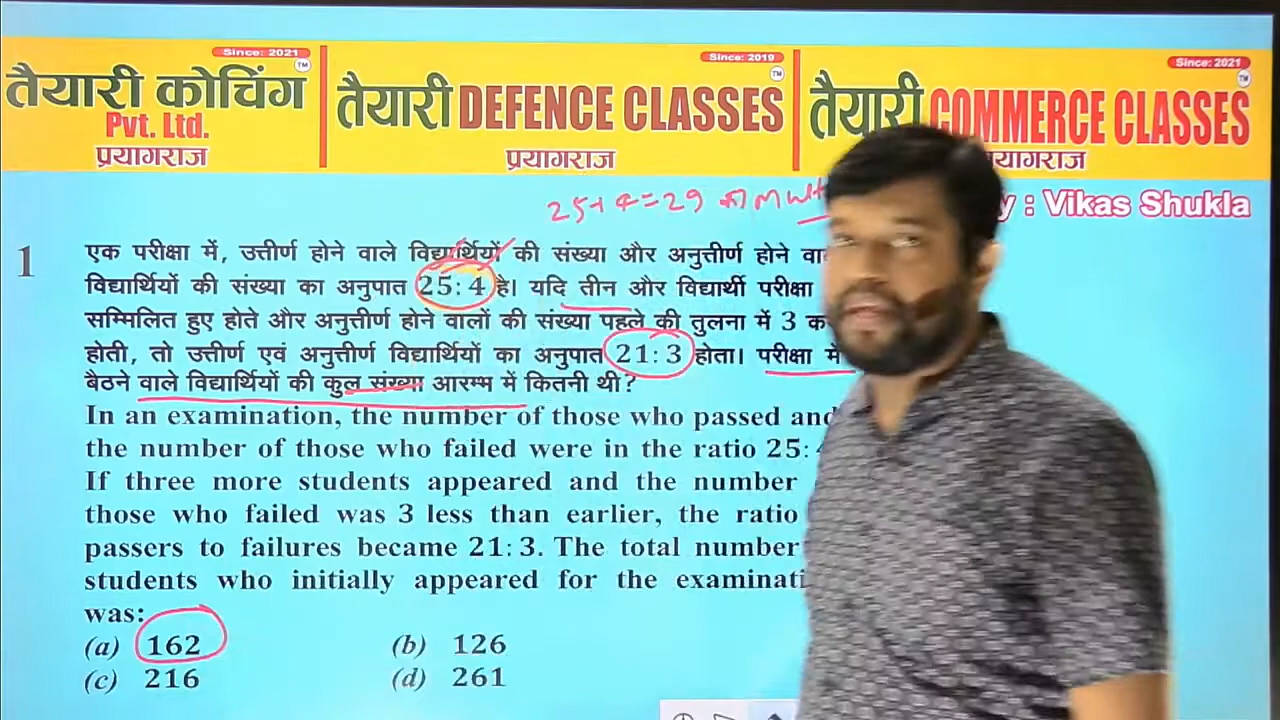 Since: 2021
TM
तैयारी कोचिंग
Pvt. Ltd.
प्रयागराज
Since: 2019
TM
तैयारी DEFENCE CLASSES
प्रयागराज
Since: 2021
TM
तैयारी COMMERCE CLASSES
: Vikas Shukla
25+4=29
1
एक परीक्षा में, उत्तीर्ण होने वाले विद्यार्थियों की संख्या और अनुत्तीर्ण होने
विद्यार्थियों की संख्या का अनुपात 25:4 है। यदि तीन और विद्यार्थी परीक्षा
सम्मिलित हुए होते और अनुत्तीर्ण होने वालों की संख्या पहले की तुलना में 3
होती, तो उत्तीर्ण एवं अनुत्तीर्ण विद्यार्थियों का अनुपात 21:3 होता। परीक्षा में
बैठने वाले विद्यार्थियों की कुल संख्या आरम्भ में कितनी थी?
In an examination, the number of those who passed and
the number of those who failed were in the ratio 25:
If three more students appeared and the number
those who failed was 3 less than earlier, the ratio
passers to failures became 21:3. The total number
students who initially appeared for the
was:
(a) 162 (b) 126
(c) 216 (d) 261